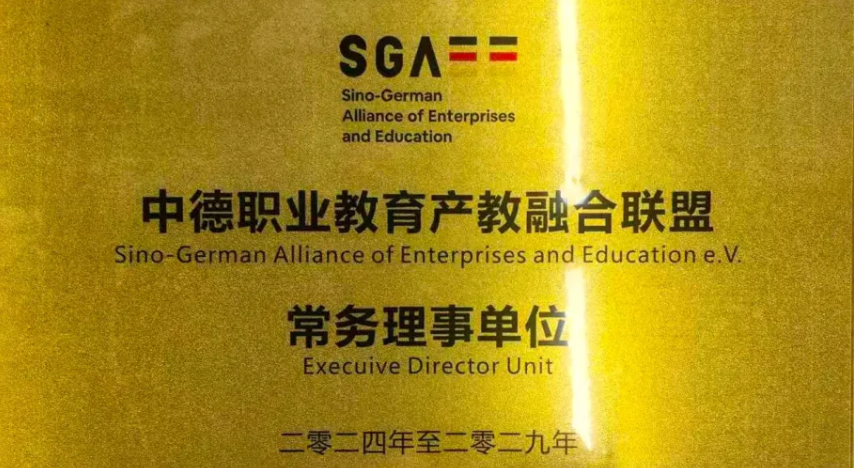 SGAEE
Sino-German
Alliance of Enterprises
and Education
中德职业教育产教融合联盟
Sino-German Alliance of Enterprises and Education e.V.
常务理事单位
Execuive Director Unit
二零二四年至二零二九年